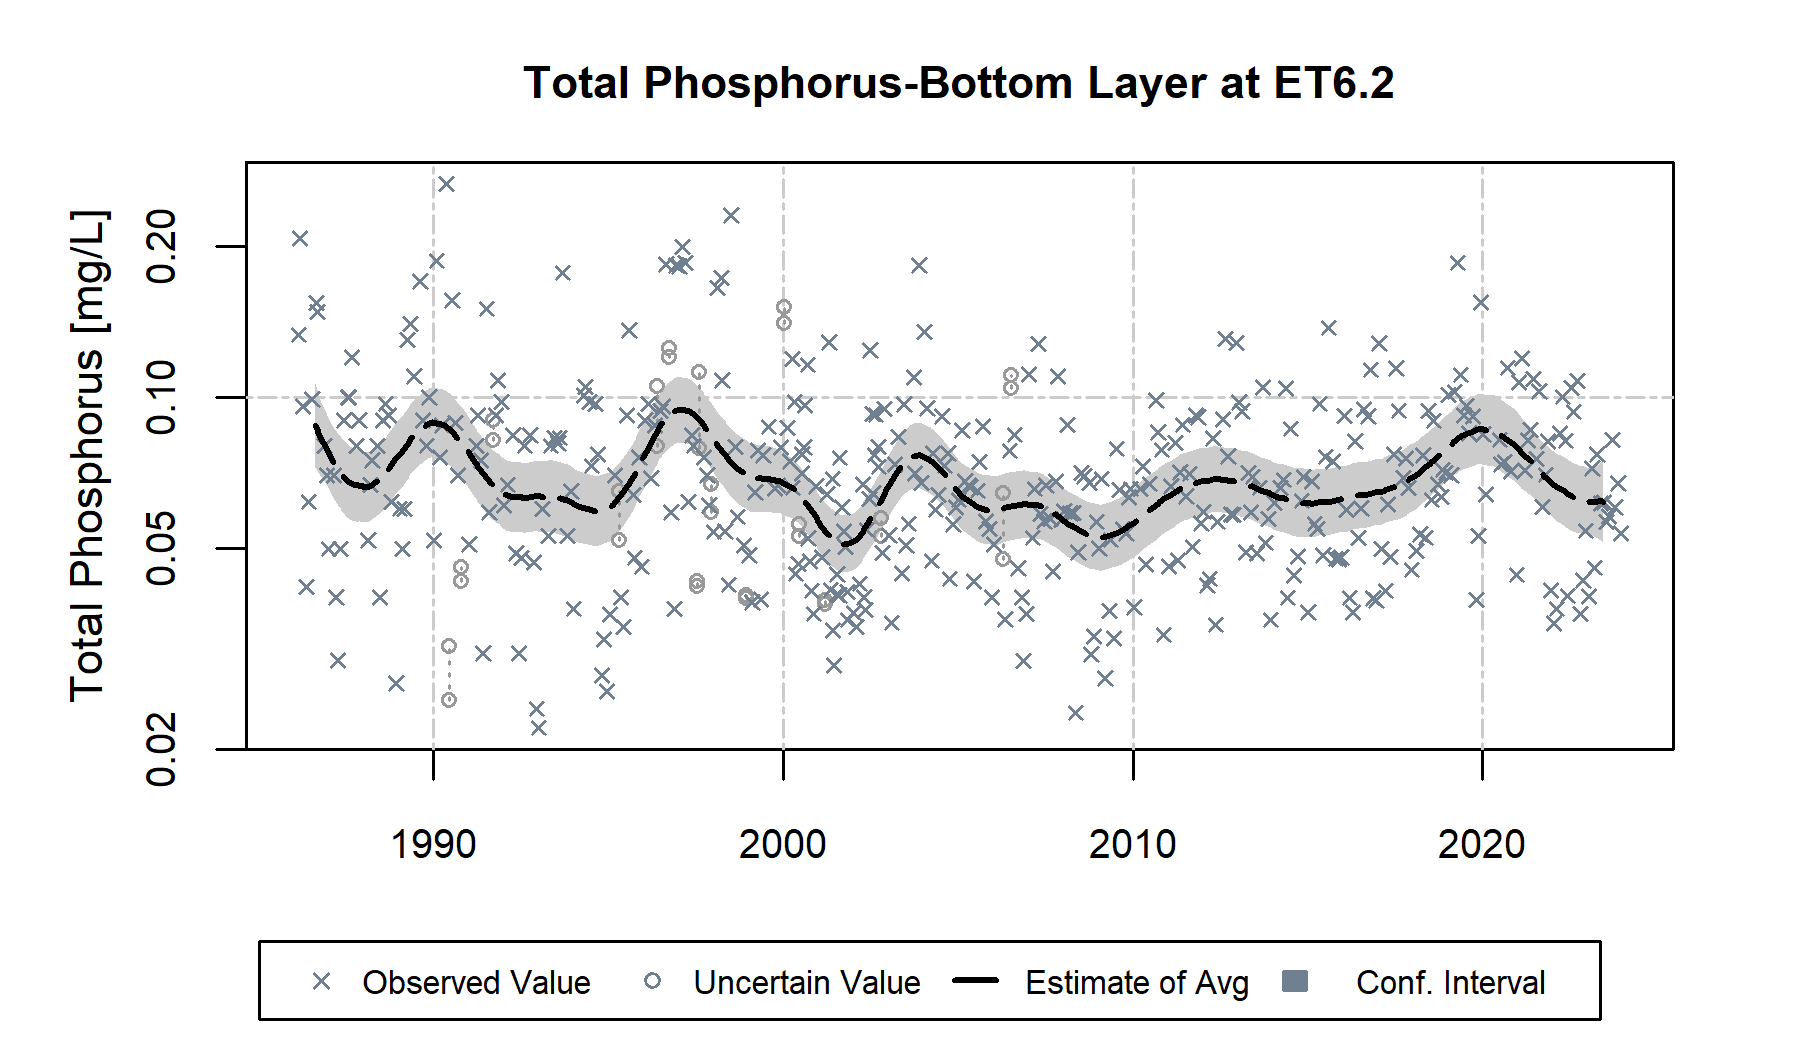 Total Phosphorus-Bottom Layer at ET6.2
Total Phosphorus [mg/L]
0.20
0.10
0.05
0.02
1990 2000 2010 2020
Observed Value Uncertain Value Estimate of Avg Conf. Interval